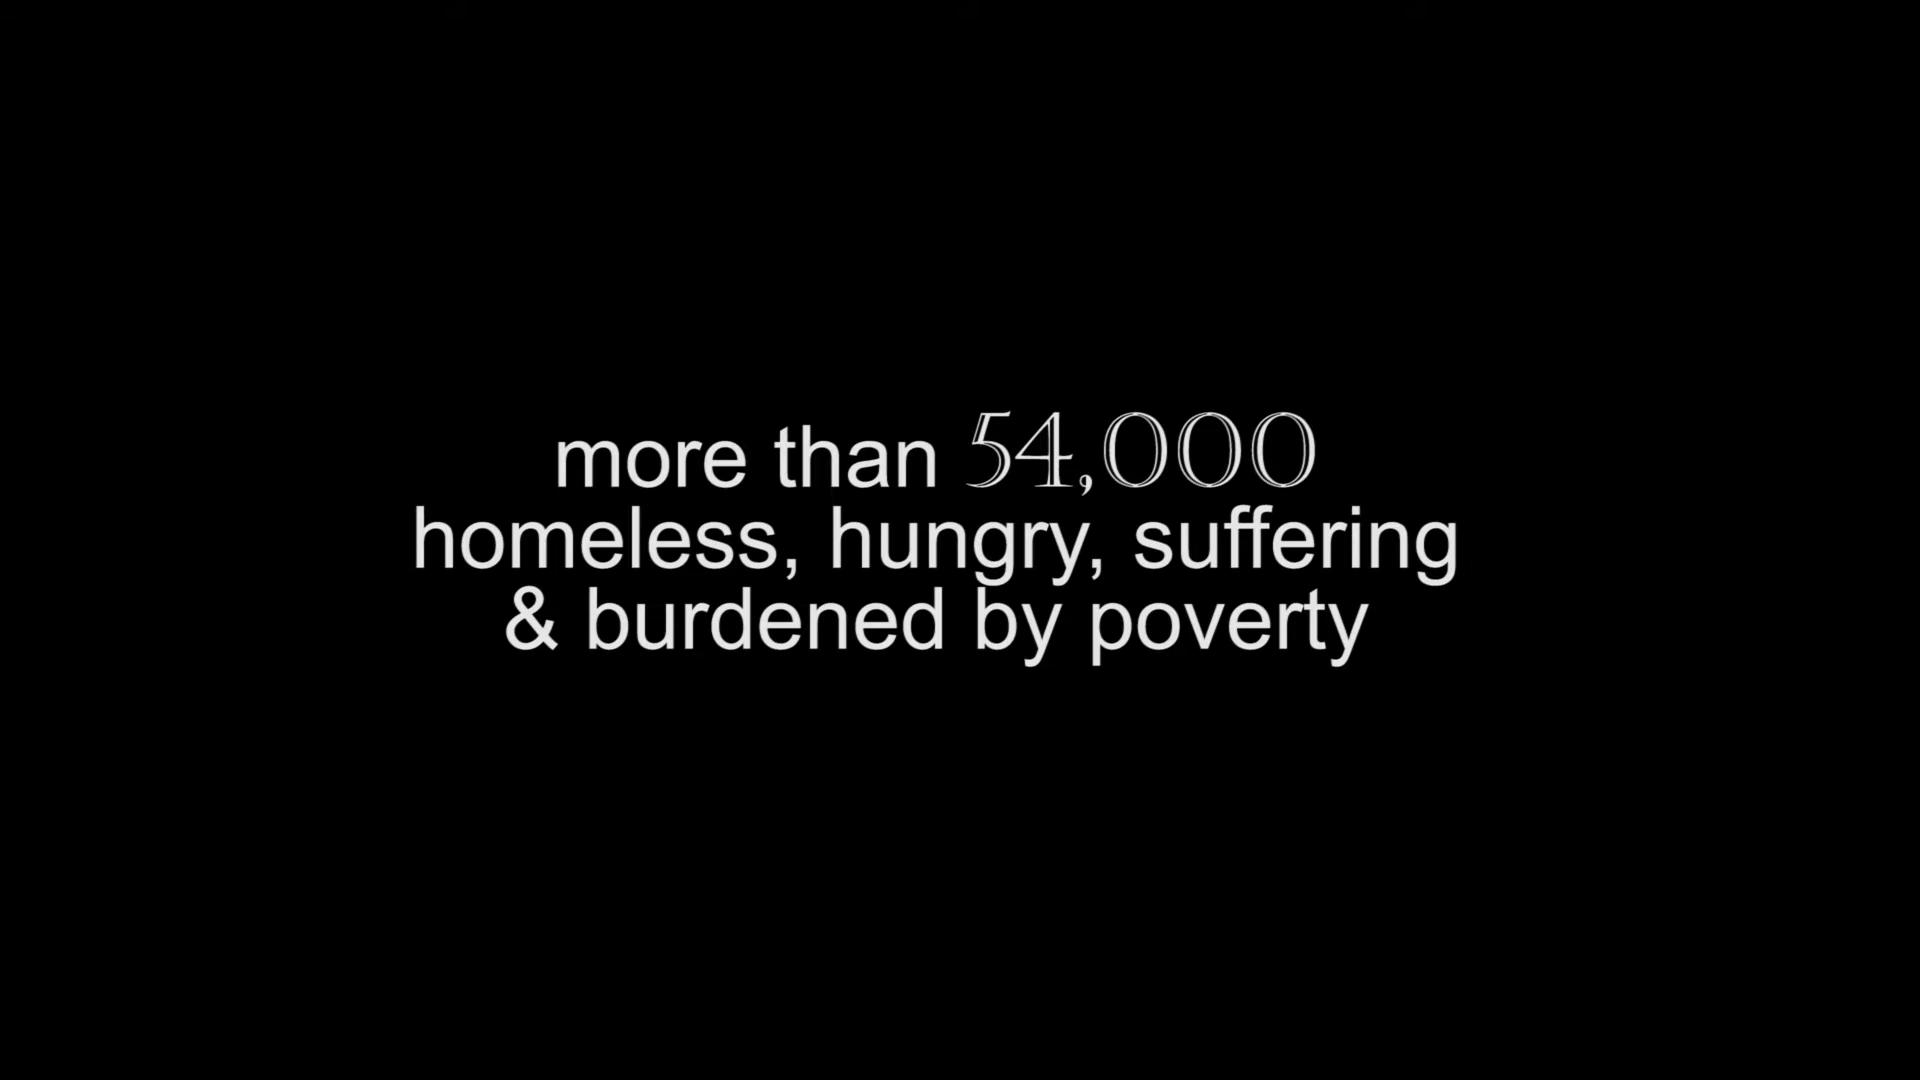 more than 54,000
homeless, hungry, suffering
& burdened by poverty